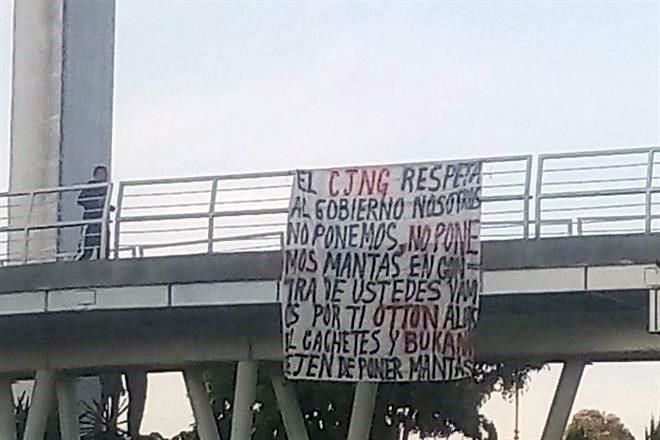 EL CJNG RESPETA
AL GOBIERNO NOSOTROS
NO PONEMOS, NO PONE
MOS MANTAS EN CON
TRA DE USTEDES VAM
OS POR TI OTTON ALIAS
EL CACHETES Y BUKANA
EJEN DE PONER MANTAS